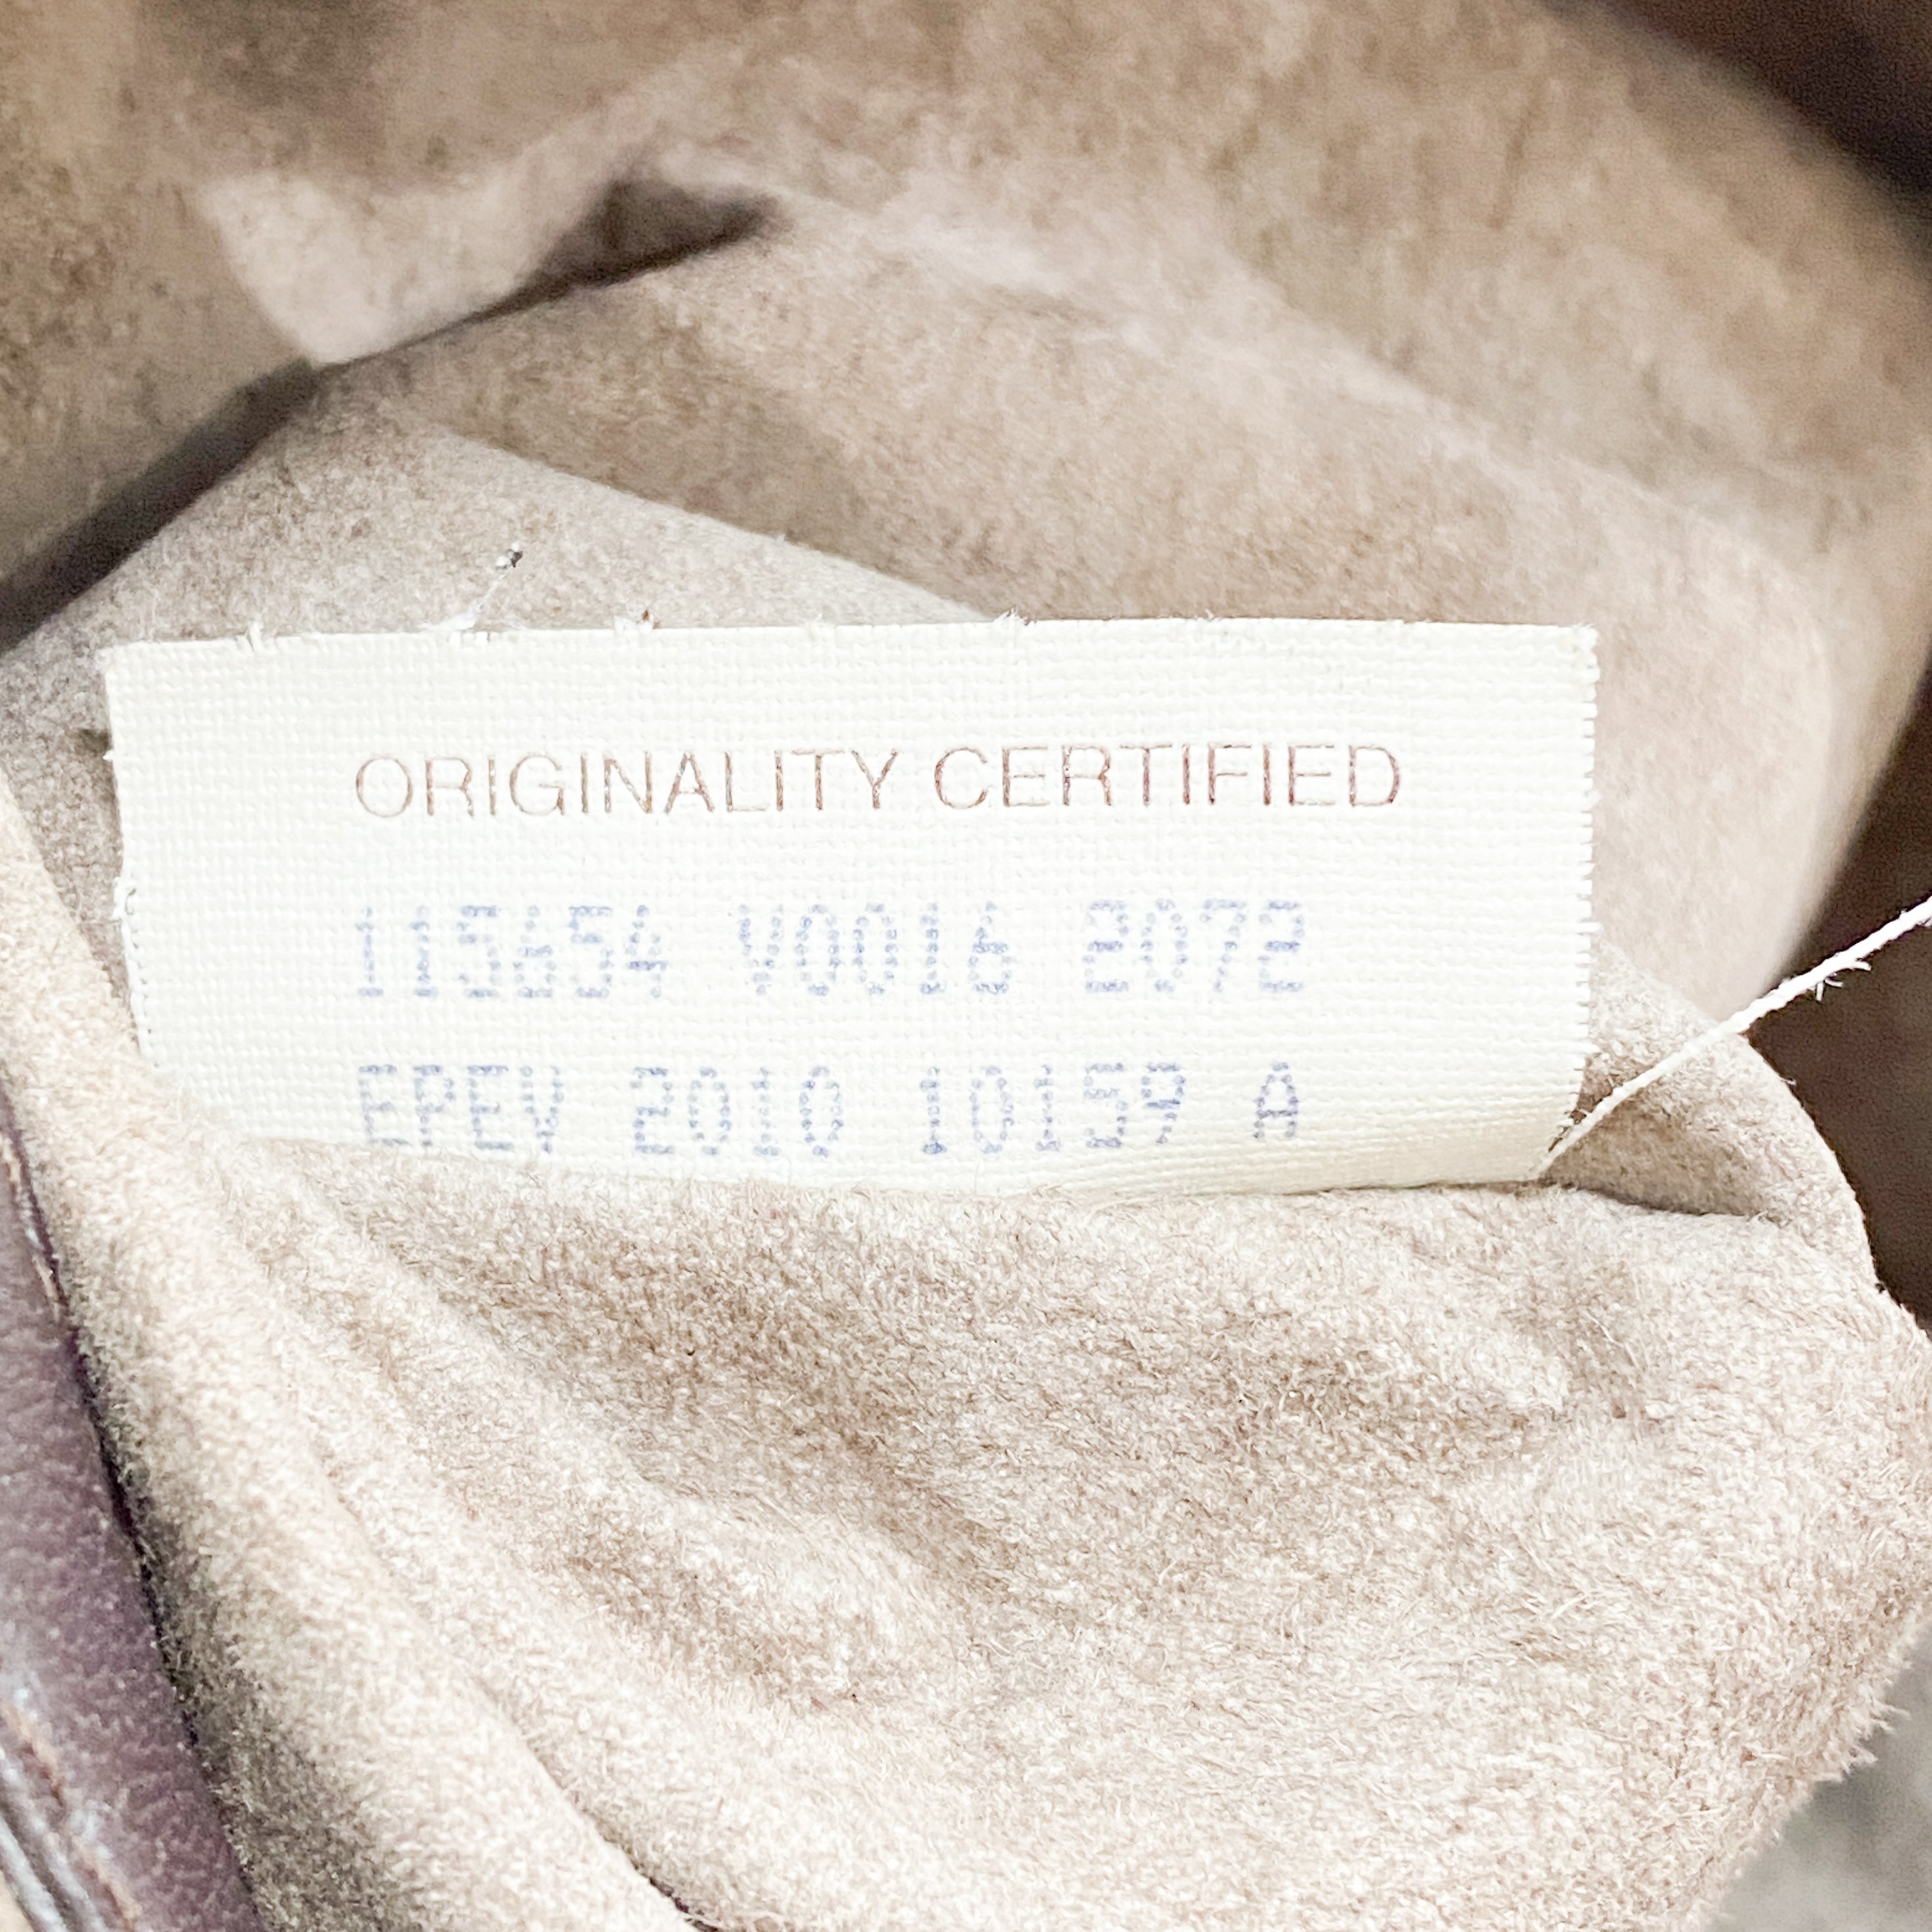 ORIGINALITY CERTIFIED
115654 V0016 2072
EPEV 2010 10159 A